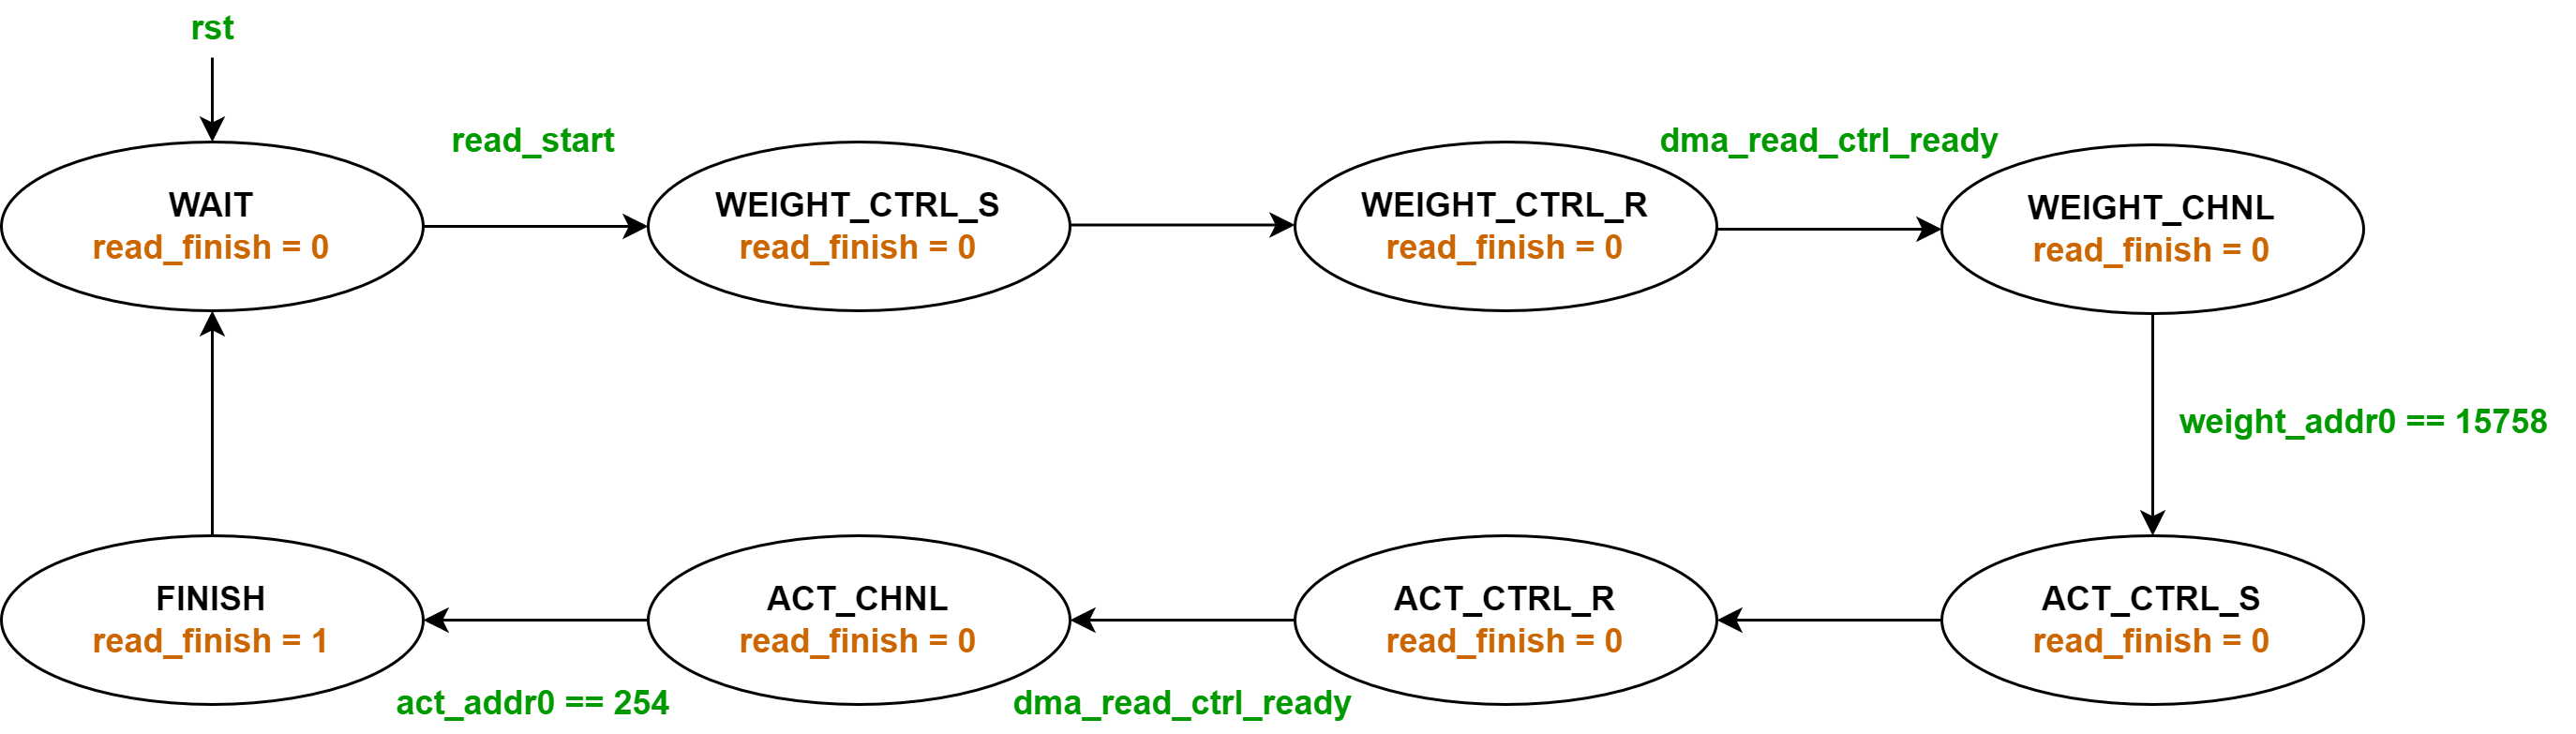 rst
read_start
dma_read_ctrl_ready
WAIT
read_finish = 0
WEIGHT_CTRL_S
read_finish = 0
WEIGHT_CTRL_R
read_finish = 0
WEIGHT_CHNL
read_finish = 0
weight_addr0 == 15758
FINISH
read_finish = 1
ACT_CHNL
read_finish = 0
ACT_CTRL_R
read_finish = 0
ACT_CTRL_S
read_finish = 0
act_addr0 == 254
dma_read_ctrl_ready